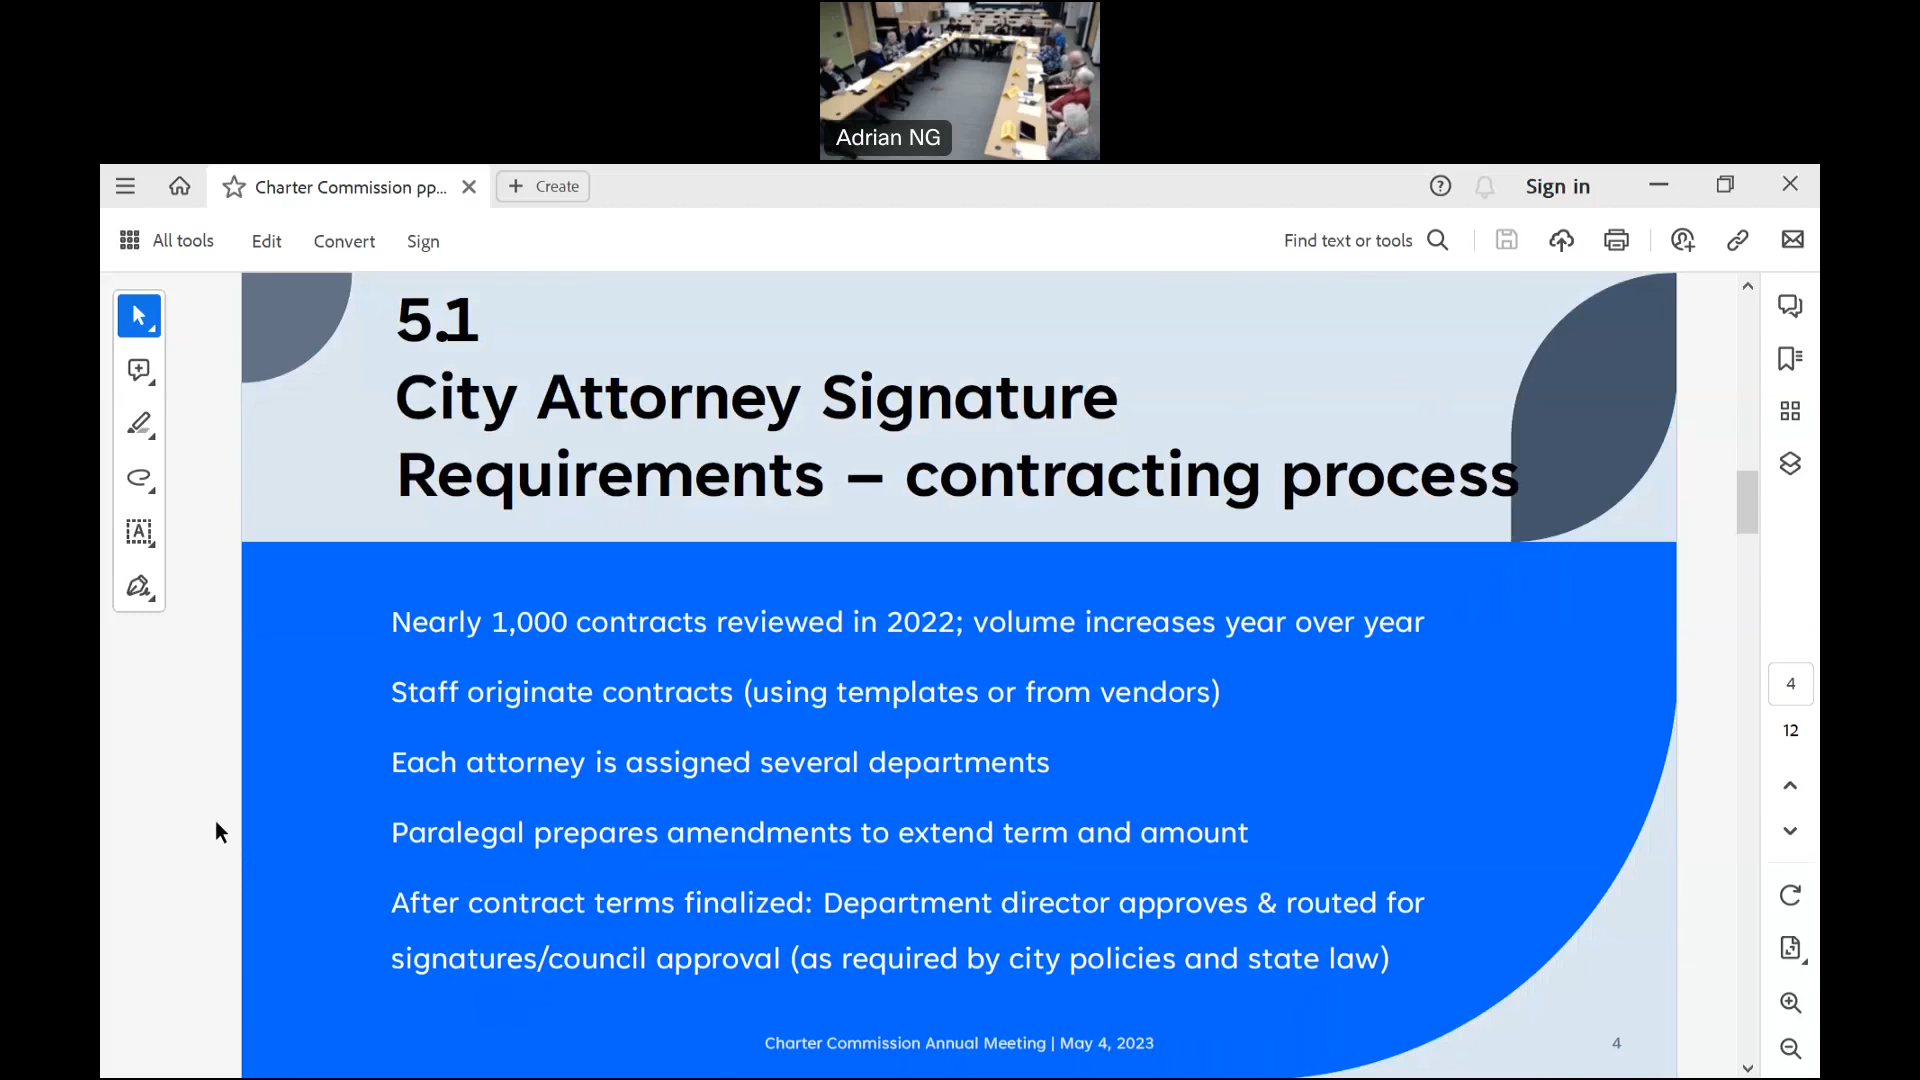 Adrian NG
Charter Commission pp...
Create
Sign in
All tools
Edit
Convert
Sign
Find text or tools
5.1
City Attorney Signature
Requirements – contracting process
Nearly 1,000 contracts reviewed in 2022; volume increases year over year
Staff originate contracts (using templates or from vendors)
Each attorney is assigned several departments
Paralegal prepares amendments to extend term and amount
After contract terms finalized: Department director approves & routed for
signatures/council approval (as required by city policies and state law)
Charter Commission Annual Meeting | May 4, 2023
4
4
12